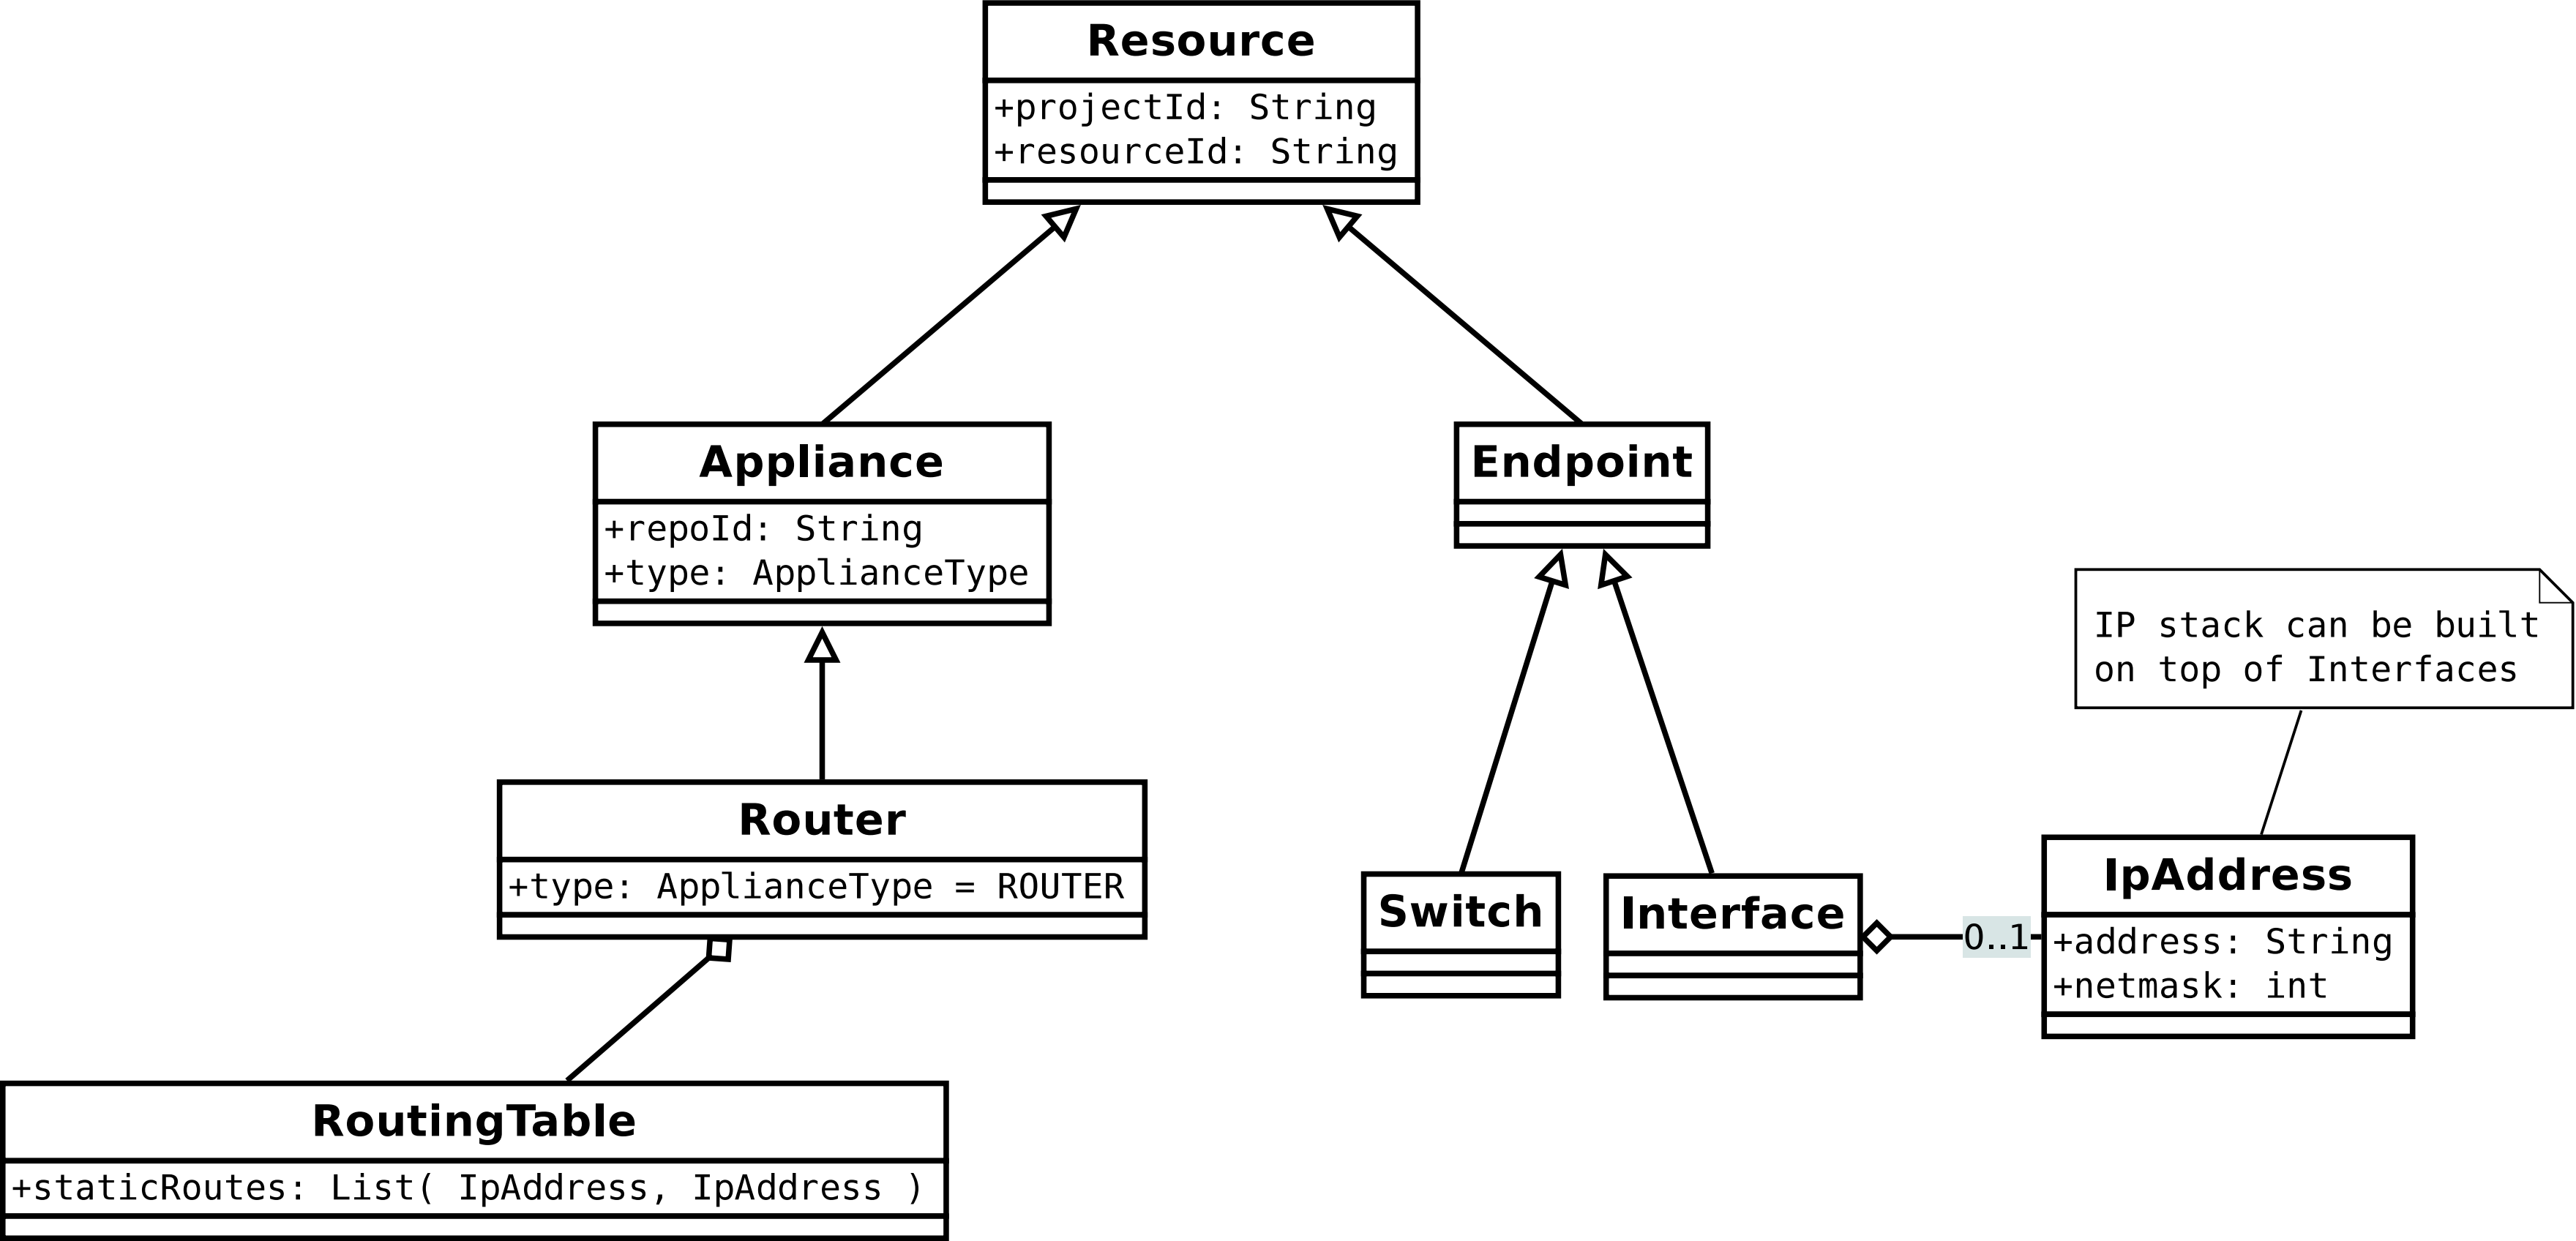 Resource
+projectId: String
+resourceId: String
Appliance
+repoId: String
+type: ApplianceType
Endpoint
IP stack can be built
on top of Interfaces
Router
+type: ApplianceType = ROUTER
Switch
Interface
0..1
IpAddress
+address: String
+netmask: int
RoutingTable
+staticRoutes: List( IpAddress, IpAddress )